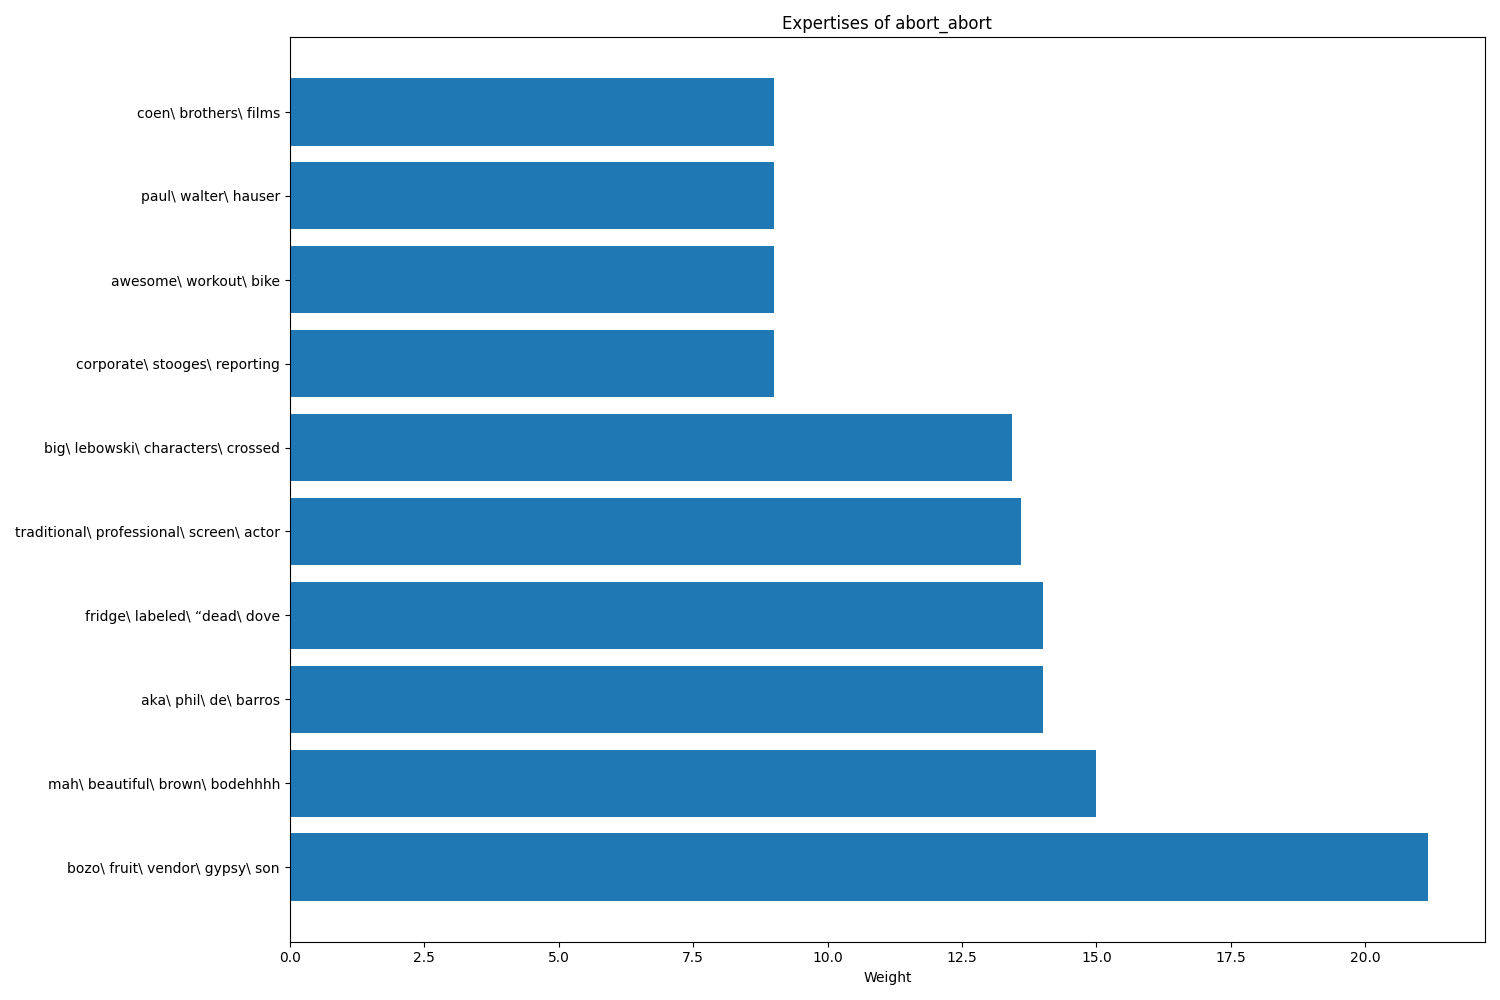 Expertises of abort_abort
coen\ brothers\ films
paul\ walter\ hauser
awesome\ workout\ bike
corporate\ stooges\ reporting
big\ lebowski\ characters\ crossed
traditional\ professional\ screen\ actor
fridge\ labeled\ “dead\ dove
aka\ phil\ de\ barros
mah\ beautiful\ brown\ bodehhhh
bozo\ fruit\ vendor\ gypsy\ son
0.0 2.5 5.0 7.5 10.0 12.5 15.0 17.5 20.0
Weight